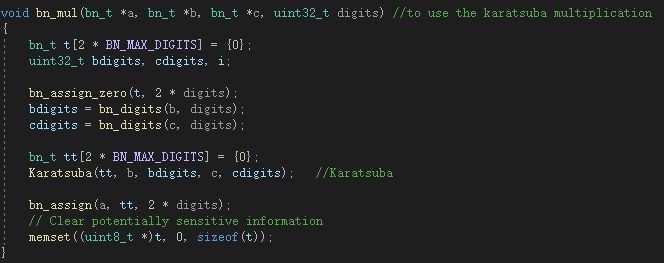 void bn_mul(bn_t *a, bn_t *b, bn_t *c, uint32_t digits) //to use the karatsuba multiplication
{
    bn_t t[2 * BN_MAX_DIGITS] = {0};
    uint32_t bdigits, cdigits, i;

    bn_assign_zero(t, 2 * digits);
    bdigits = bn_digits(b, digits);
    cdigits = bn_digits(c, digits);

    bn_t tt[2 * BN_MAX_DIGITS] = {0};
    Karatsuba(tt, b, bdigits, c, cdigits);   //Karatsuba

    bn_assign(a, tt, 2 * digits);
    // Clear potentially sensitive information
    memset((uint8_t *)t, 0, sizeof(t));
}